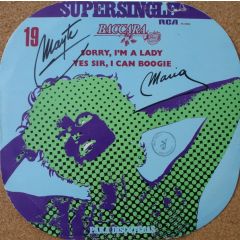 SUPERSINGLE
RCA
19
BACCARA
SORRY, I'M A LADY
YES SIR, I CAN BOOGIE
Mayte
Maria
PARA DISCOTECAS